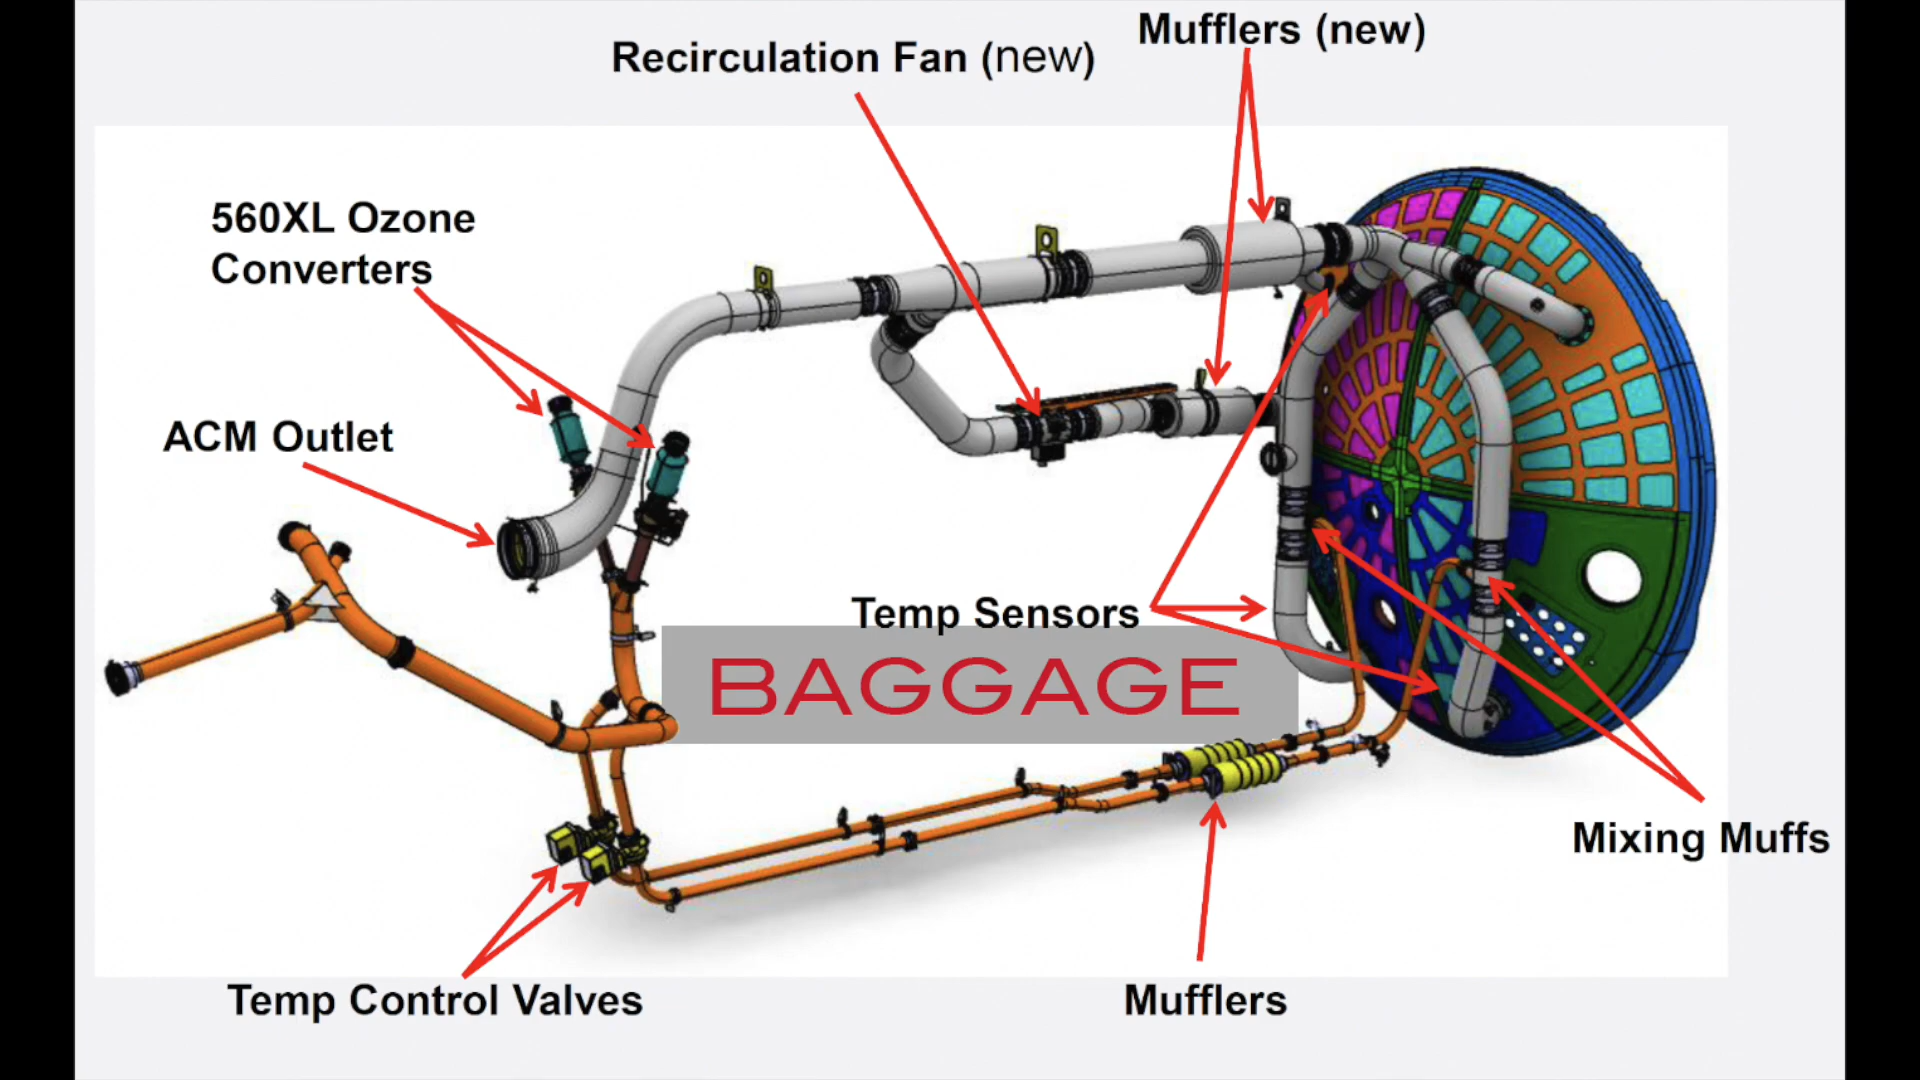 Mufflers (new)
Recirculation Fan (new)
560XL Ozone
Converters
ACM Outlet
Temp Sensors
BAGGAGE
Mixing Muffs
Temp Control Valves
Mufflers